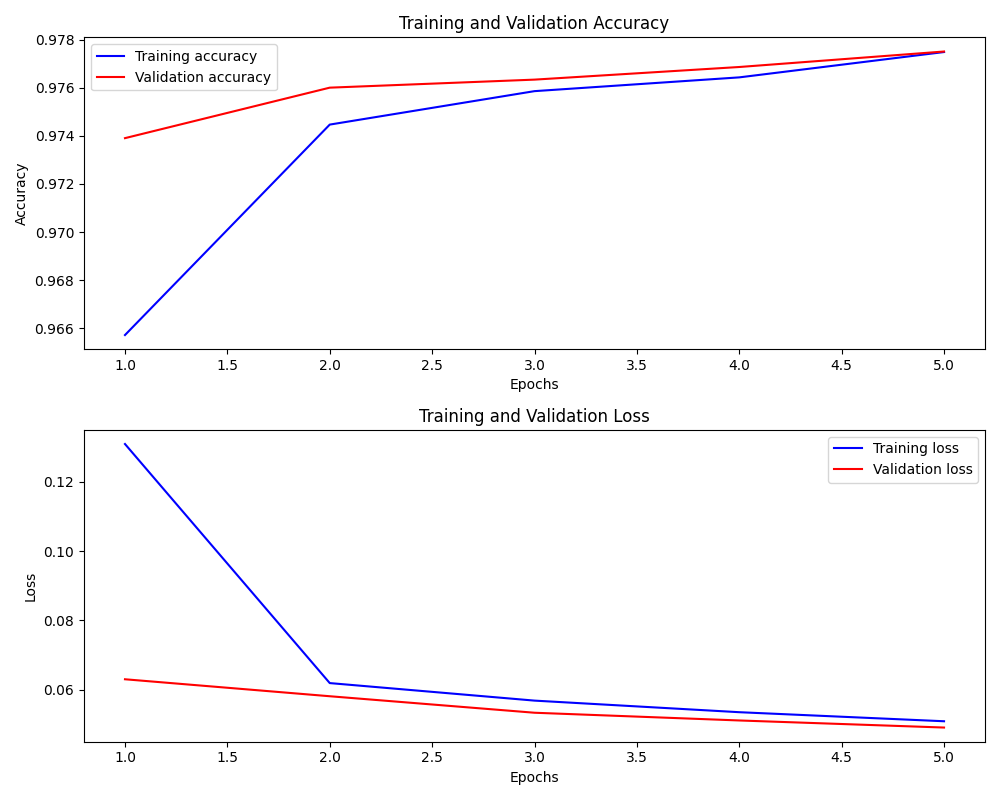 Training and Validation Accuracy
0.978
0.976
0.974
0.972
0.970
0.968
0.966
Accuracy
Training accuracy
Validation accuracy
1.0 1.5 2.0 2.5 3.0 3.5 4.0 4.5 5.0
Epochs
Training and Validation Loss
0.12
0.10
0.08
0.06
Loss
Training loss
Validation loss
1.0 1.5 2.0 2.5 3.0 3.5 4.0 4.5 5.0
Epochs